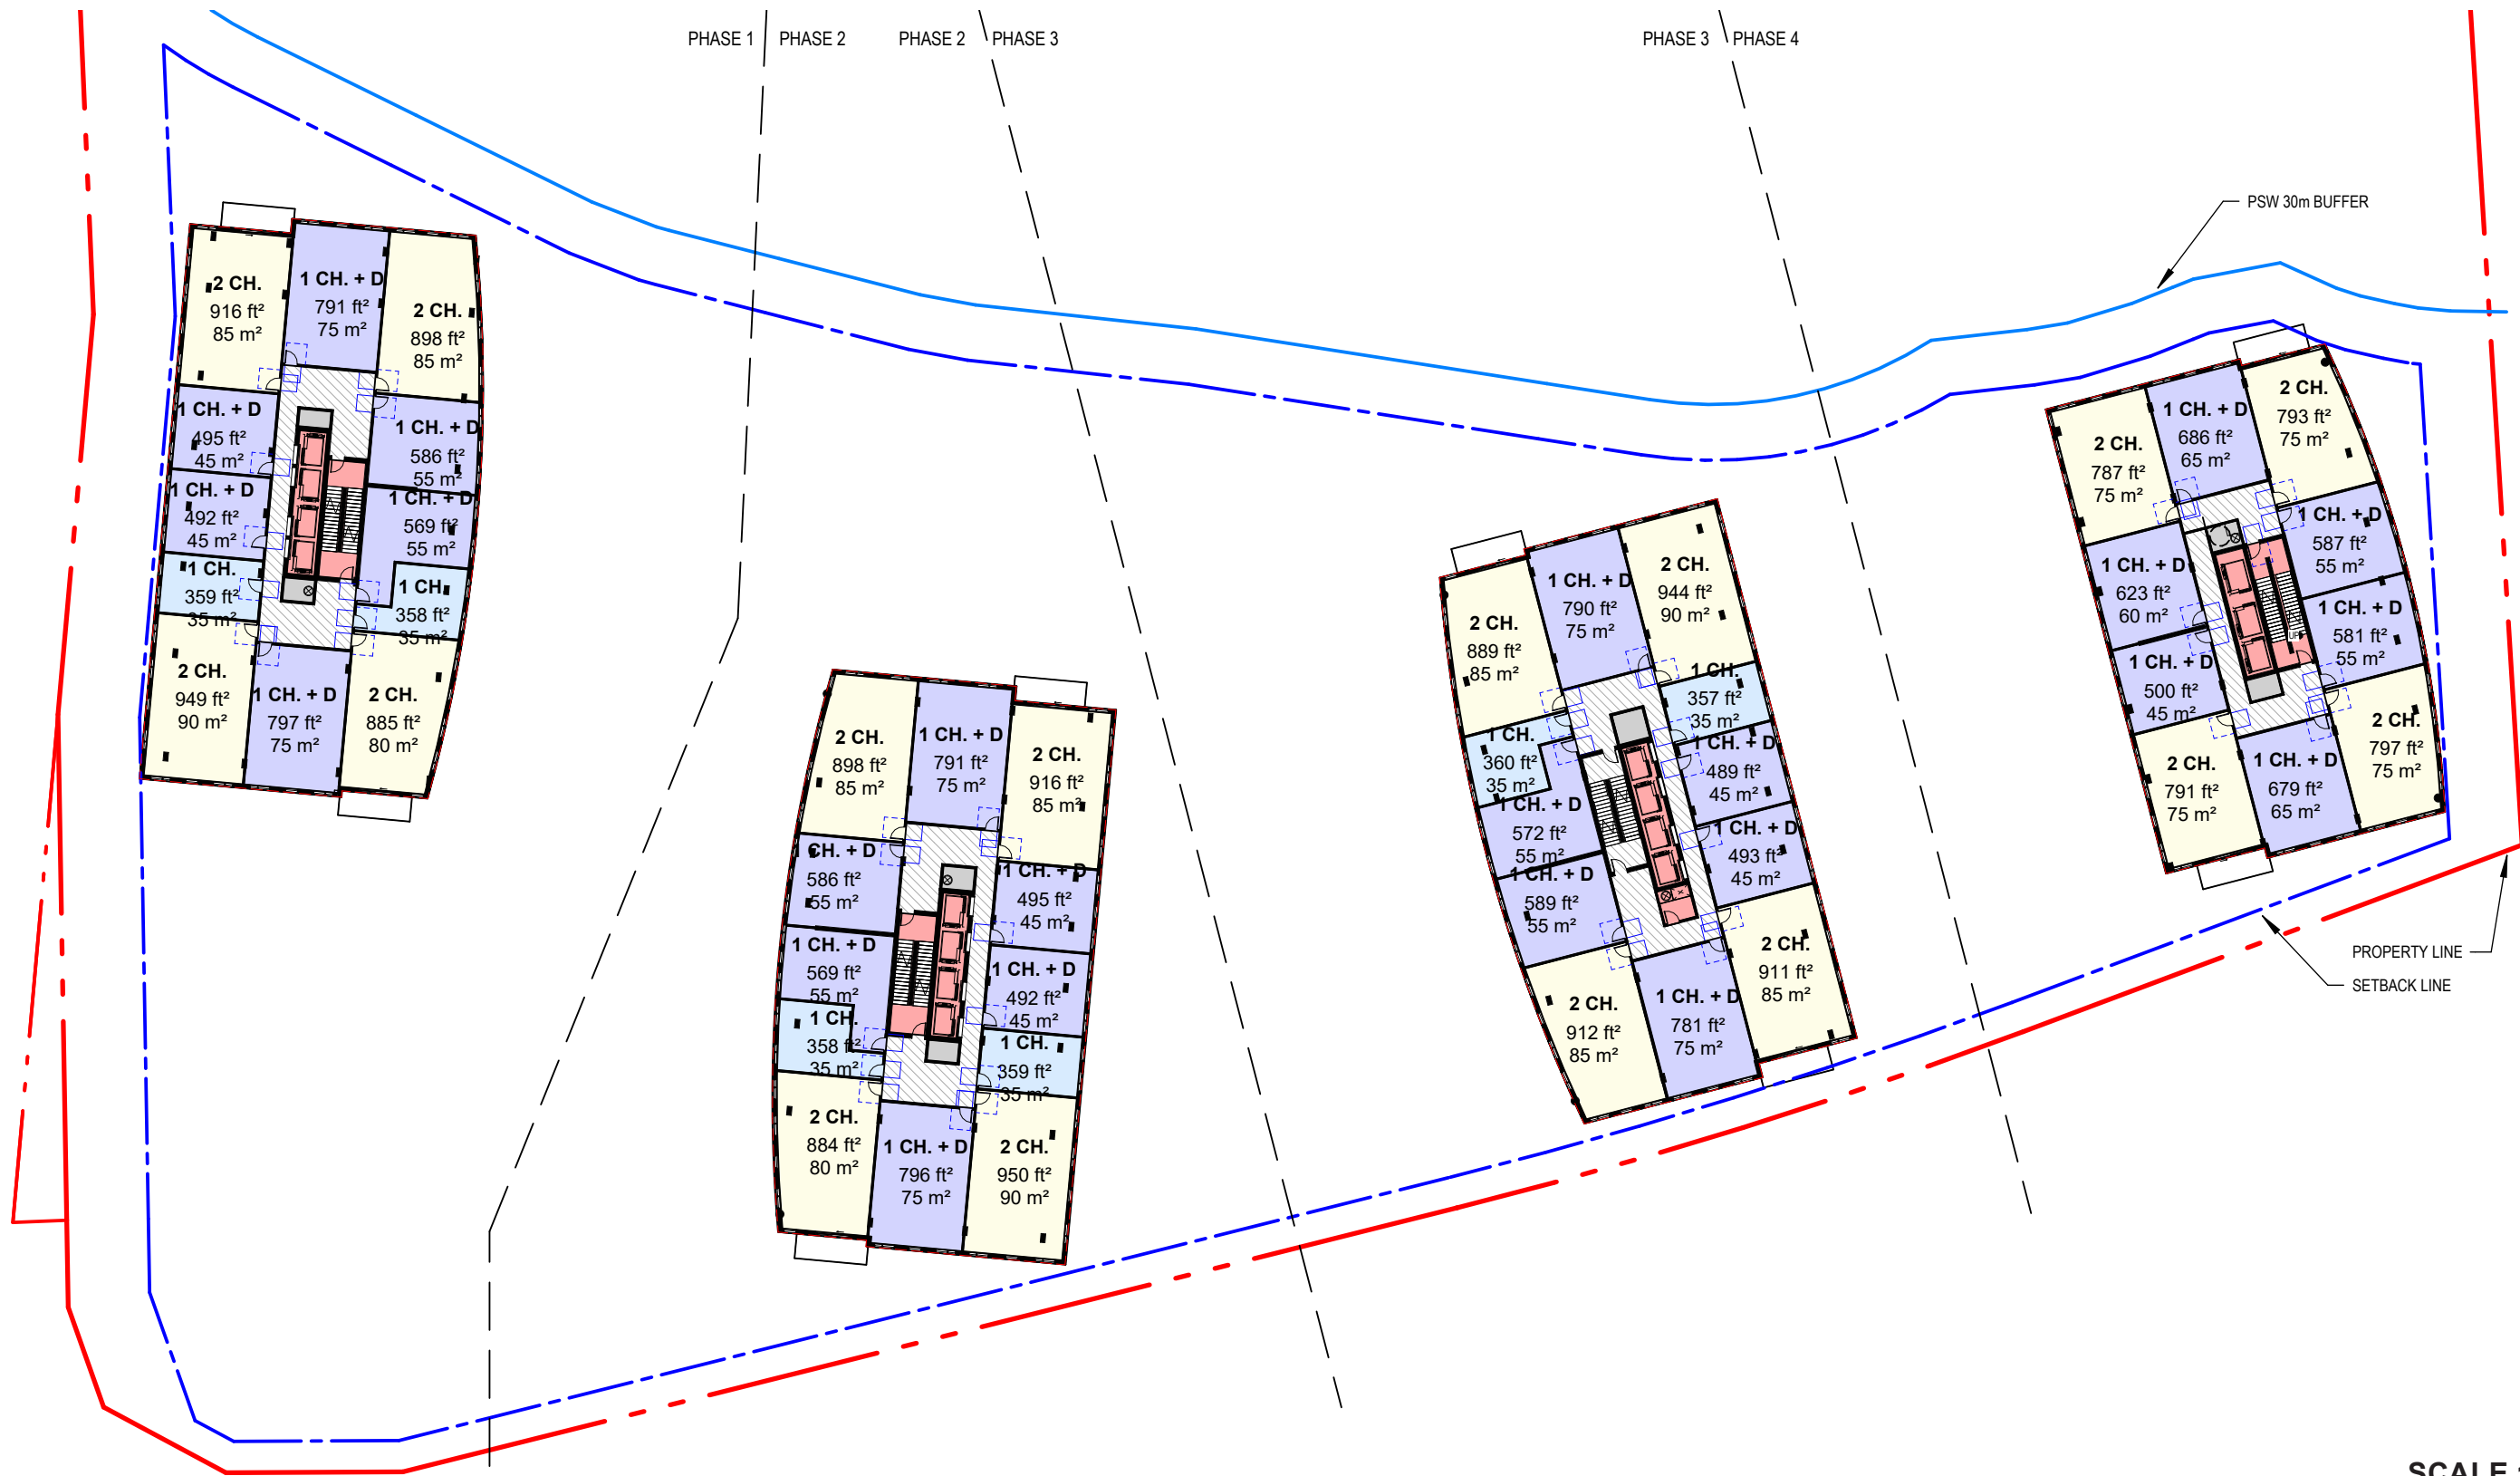 PHASE 1
PHASE 2
PHASE 2
PHASE 3
PHASE 3
PHASE 4
PSW 30m BUFFER
2 CH.
916 ft²
85 m²
1 CH. + D
791 ft²
75 m²
2 CH.
898 ft²
85 m²
1 CH. + D
495 ft²
45 m²
1 CH. + D
586 ft²
55 m²
1 CH. + D
492 ft²
45 m²
1 CH. + D
569 ft²
55 m²
1 CH.
359 ft²
35 m²
1 CH.
358 ft²
35 m²
2 CH.
949 ft²
90 m²
1 CH. + D
797 ft²
75 m²
2 CH.
885 ft²
80 m²
2 CH.
898 ft²
85 m²
1 CH. + D
791 ft²
75 m²
2 CH.
916 ft²
85 m²
1 CH. + D
586 ft²
55 m²
1 CH. + D
495 ft²
45 m²
1 CH. + D
569 ft²
55 m²
1 CH. + D
492 ft²
45 m²
1 CH.
358 ft²
35 m²
1 CH.
359 ft²
35 m²
2 CH.
884 ft²
80 m²
1 CH. + D
796 ft²
75 m²
2 CH.
950 ft²
90 m²
2 CH.
889 ft²
85 m²
1 CH. + D
790 ft²
75 m²
2 CH.
944 ft²
90 m²
1 CH.
357 ft²
35 m²
1 CH.
360 ft²
35 m²
1 CH. + D
489 ft²
45 m²
1 CH. + D
572 ft²
55 m²
1 CH. + D
493 ft²
45 m²
1 CH. + D
589 ft²
55 m²
2 CH.
912 ft²
85 m²
1 CH. + D
781 ft²
75 m²
2 CH.
911 ft²
85 m²
2 CH.
787 ft²
75 m²
1 CH. + D
686 ft²
65 m²
2 CH.
793 ft²
75 m²
1 CH. + D
587 ft²
55 m²
1 CH. + D
623 ft²
60 m²
1 CH. + D
581 ft²
55 m²
UP
1 CH. + D
500 ft²
45 m²
2 CH.
791 ft²
75 m²
1 CH. + D
679 ft²
65 m²
2 CH.
797 ft²
75 m²
PROPERTY LINE
SETBACK LINE
SCALE